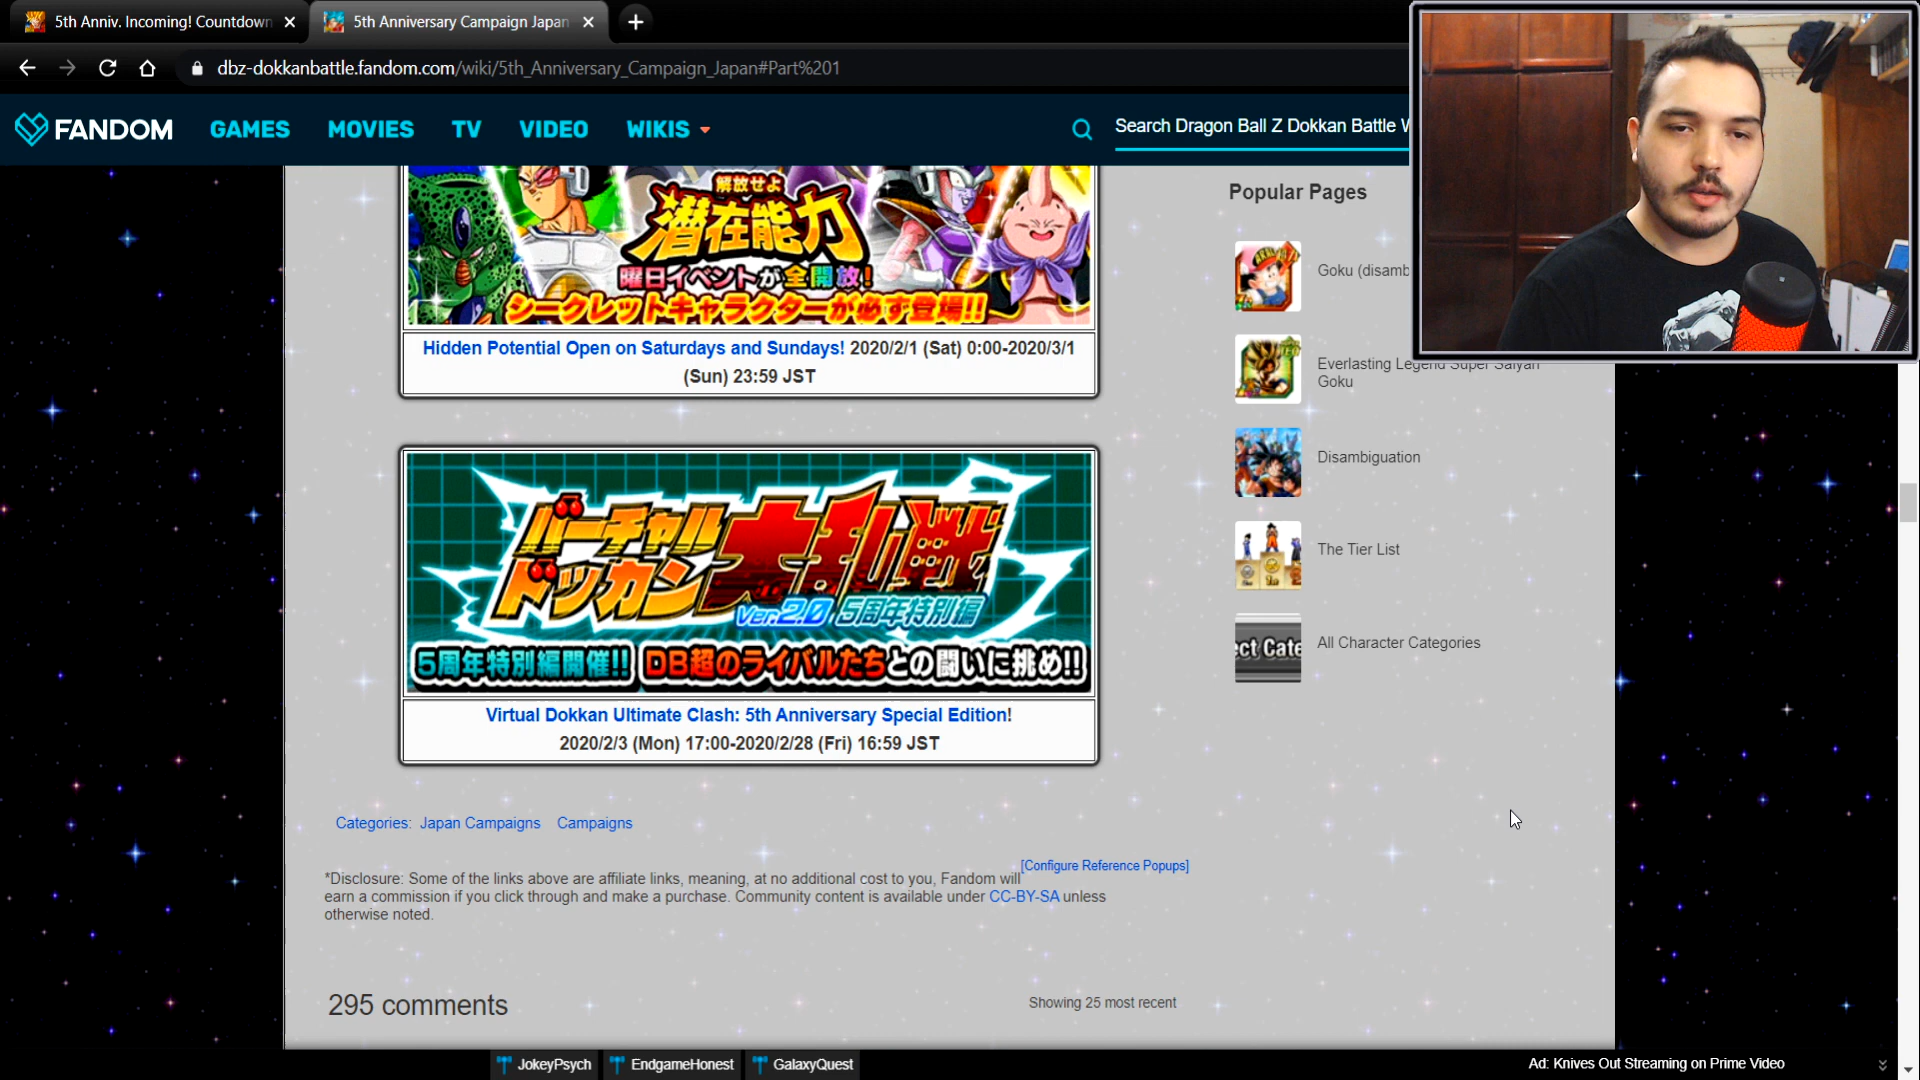 5th Anniv. Incoming! Countdown
5th Anniversary Campaign Japan
dbz-dokkanbattle.fandom.com/wiki/5th_Anniversary_Campaign_Japan#Part%201
FANDOM
GAMES
MOVIES
TV
VIDEO
WIKIS
Search Dragon Ball Z Dokkan Battle W
解放せよ
潜在能力
曜日イベントが全開放!
シークレットキャラクターが必ず登場!!
Hidden Potential Open on Saturdays and Sundays! 2020/2/1 (Sat) 0:00-2020/3/1
(Sun) 23:59 JST
バーチャル
ドッカン大乱戦
Ver.2.0 5周年特別編
5周年特別編開催!! DB超のライバルたちとの闘いに挑め!!
Virtual Dokkan Ultimate Clash: 5th Anniversary Special Edition!
2020/2/3 (Mon) 17:00-2020/2/28 (Fri) 16:59 JST
Popular Pages
Goku (disamb
Everlasting Legend Super Saiyan
Goku
Disambiguation
The Tier List
ect Cate
All Character Categories
Categories: Japan Campaigns Campaigns
[Configure Reference Popups]
*Disclosure: Some of the links above are affiliate links, meaning, at no additional cost to you, Fandom will
earn a commission if you click through and make a purchase. Community content is available under CC-BY-SA unless
otherwise noted.
295 comments
Showing 25 most recent
JokeyPsych
EndgameHonest
GalaxyQuest
Ad: Knives Out Streaming on Prime Video